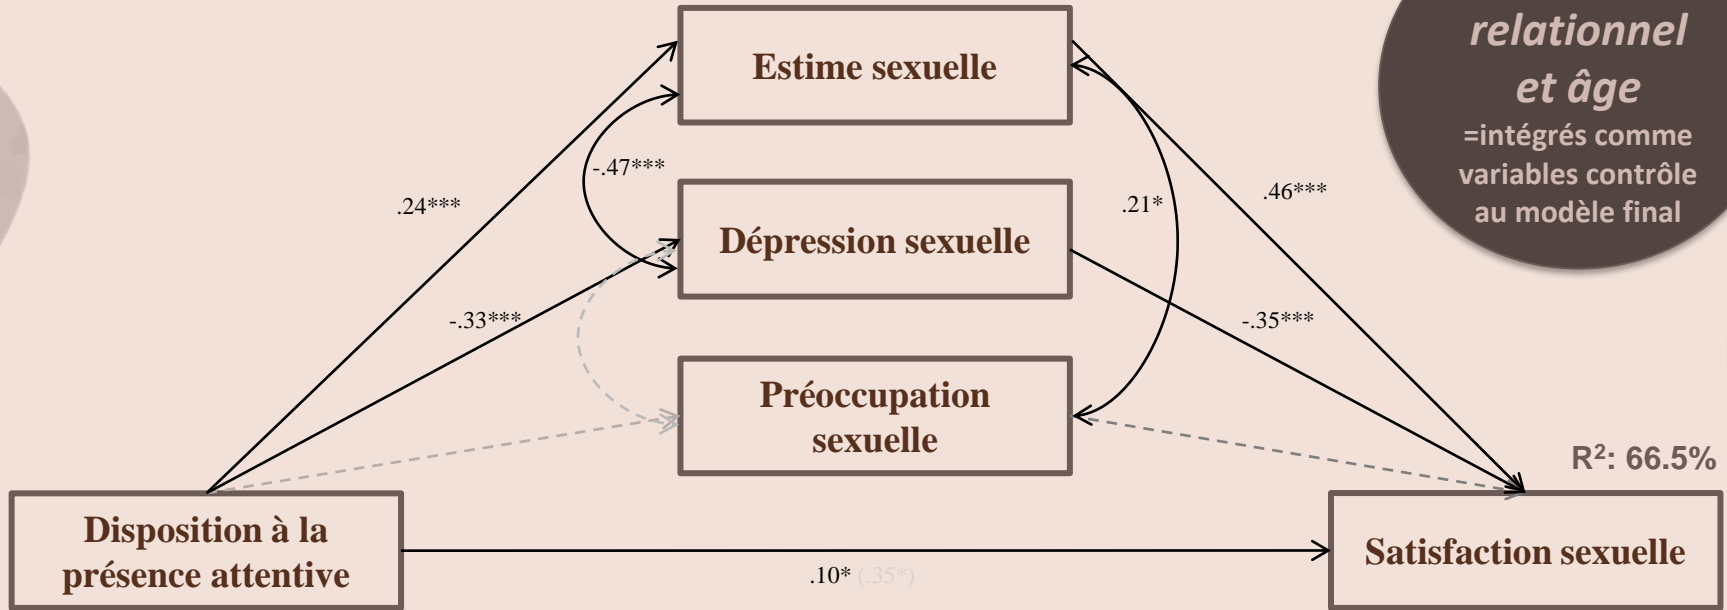 relationnel
et âge
=intégrés comme
variables contrôle
au modèle final
Estime sexuelle
-.47***
.24***
.21*
.46***
Dépression sexuelle
-.33***
-.35***
Préoccupation
sexuelle
R²: 66.5%
Disposition à la
présence attentive
.10* (.35*)
Satisfaction sexuelle